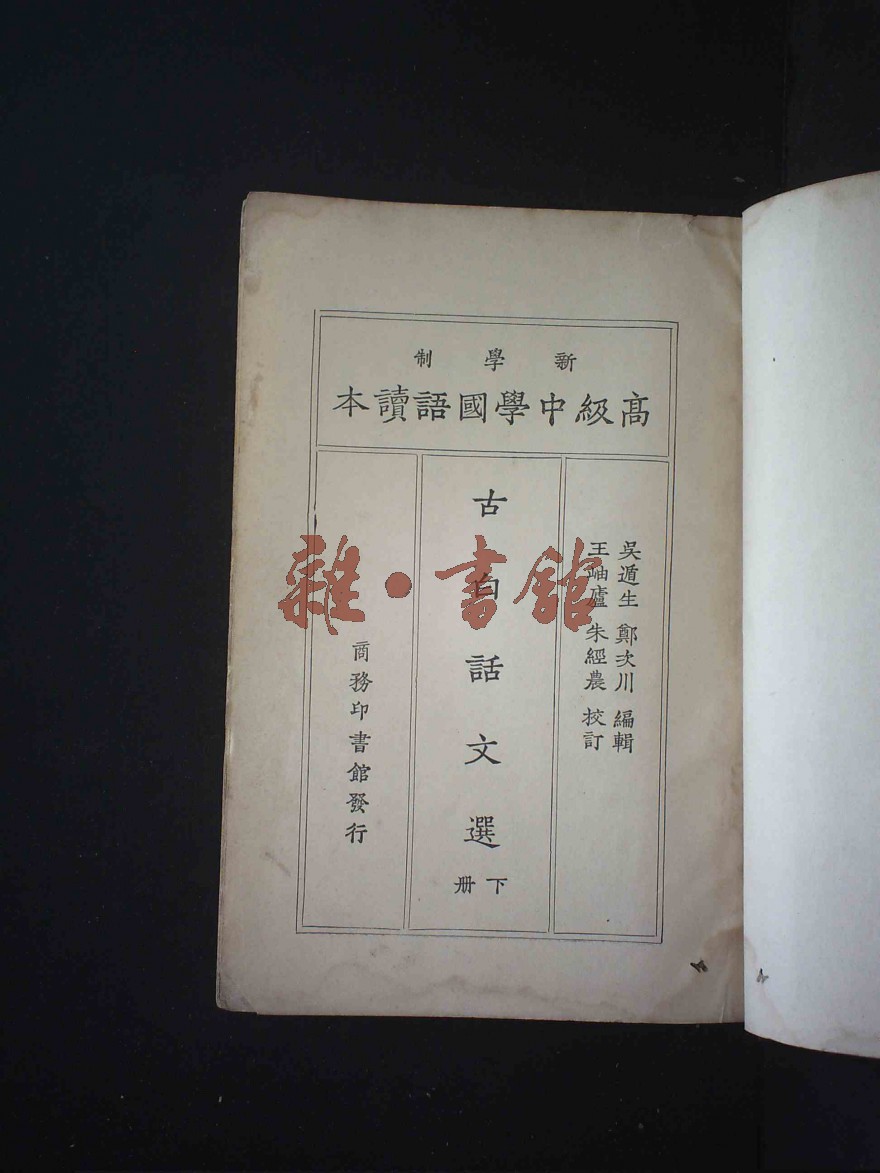 新學制
高級中學國語讀本
吳遁生 鄭次川 編輯
王岫廬 朱經農 校訂
古白話文選
下册
商務印書館發行
雜·書館